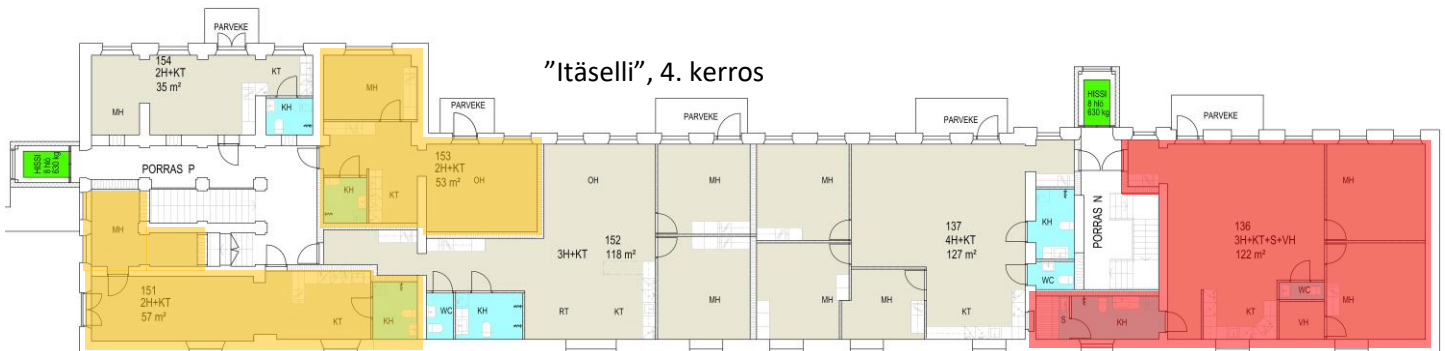 PARVEKE
154
2H+KT
35 m²
KT
MH
KH
MH
"Itäselli", 4. kerros
PARVEKE
PARVEKE
PARVEKE
HISSI
8 hlö
630 kg
PARVEKE
HISSI
8 hlö
630 kg
PORRAS P
153
2H+KT
53 m²
OH
KH
KT
OH
MH
MH
MH
PORRAS N
KH
WC
MH
152
3H+KT
118 m²
137
4H+KT
127 m²
136
3H+KT+S+VH
122 m²
MH
151
2H+KT
57 m²
KT
KH
WC
KH
RT
KT
MH
MH
MH
KT
S
KH
KT
WC
VH
MH